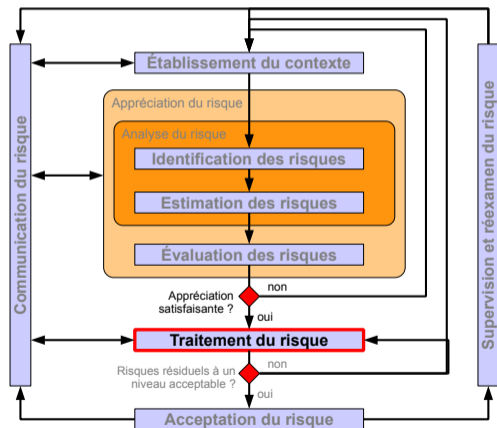 Établissement du contexte
Appréciation du risque
Analyse du risque
Identification des risques
Estimation des risques
Évaluation des risques
non
Appréciation
satisfaisante ?
oui
Traitement du risque
Risques résiduels à un
niveau acceptable ?
non
oui
Acceptation du risque
Communication du risque
Supervision et réexamen du risque